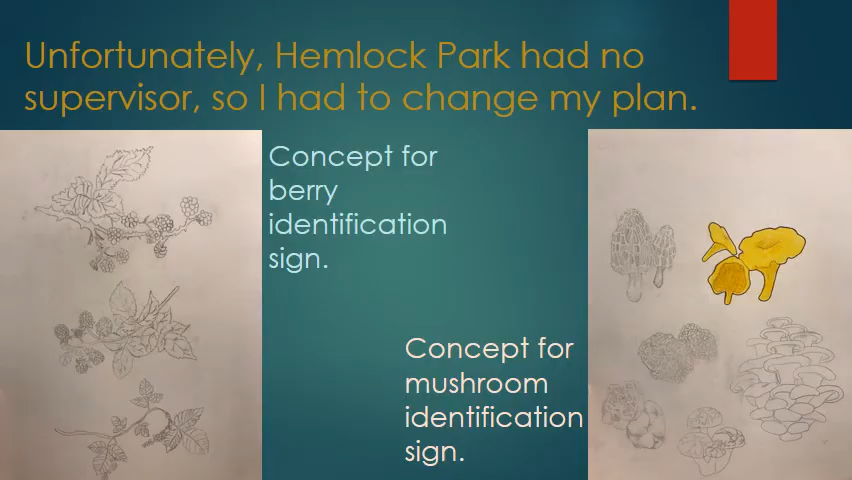 Unfortunately, Hemlock Park had no
supervisor, so I had to change my plan.
Concept for
berry
identification
sign.
Concept for
mushroom
identification
sign.